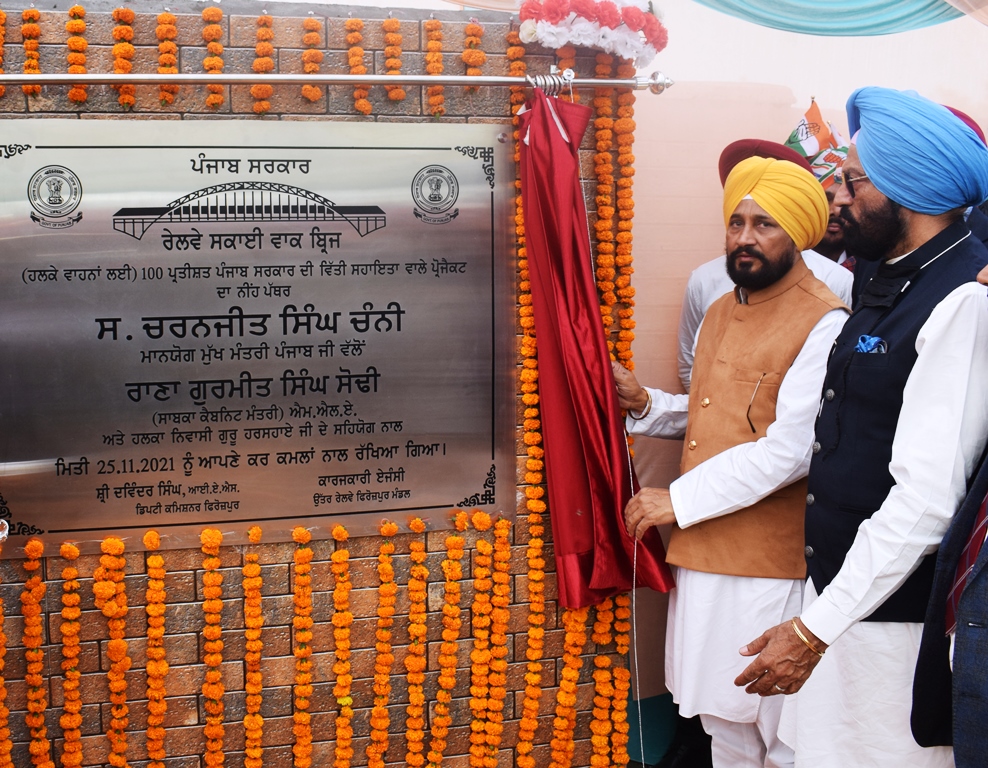 ਪੰਜਾਬ ਸਰਕਾਰ
ਰੇਲਵੇ ਸਕਾਈ ਵਾਕ ਬ੍ਰਿਜ
(ਹਲਕੇ ਵਾਹਨਾਂ ਲਈ) 100 ਪ੍ਰਤੀਸ਼ਤ ਪੰਜਾਬ ਸਰਕਾਰ ਦੀ ਵਿੱਤੀ ਸਹਾਇਤਾ ਵਾਲੇ ਪ੍ਰੋਜੈਕਟ
ਦਾ ਨੀਂਹ ਪੱਥਰ
ਸ. ਚਰਨਜੀਤ ਸਿੰਘ ਚੰਨੀ
ਮਾਨਯੋਗ ਮੁੱਖ ਮੰਤਰੀ ਪੰਜਾਬ ਜੀ ਵੱਲੋਂ
ਰਾਣਾ ਗੁਰਮੀਤ ਸਿੰਘ ਸੋਢੀ
(ਸਾਬਕਾ ਕੈਬਨਿਟ ਮੰਤਰੀ) ਐਮ.ਐਲ.ਏ.
ਅਤੇ ਹਲਕਾ ਨਿਵਾਸੀ ਗੁਰੂ ਹਰਸਹਾਏ ਜੀ ਦੇ ਸਹਿਯੋਗ ਨਾਲ
ਮਿਤੀ 25.11.2021 ਨੂੰ ਆਪਣੇ ਕਰ ਕਮਲਾਂ ਨਾਲ ਰੱਖਿਆ ਗਿਆ।
ਸ਼੍ਰੀ ਦਵਿੰਦਰ ਸਿੰਘ, ਆਈ.ਏ.ਐਸ.
ਡਿਪਟੀ ਕਮਿਸ਼ਨਰ ਫਿਰੋਜ਼ਪੁਰ
ਕਾਰਜਕਾਰੀ ਏਜੰਸੀ
ਉੱਤਰ ਰੇਲਵੇ ਫਿਰੋਜ਼ਪੁਰ ਮੰਡਲ